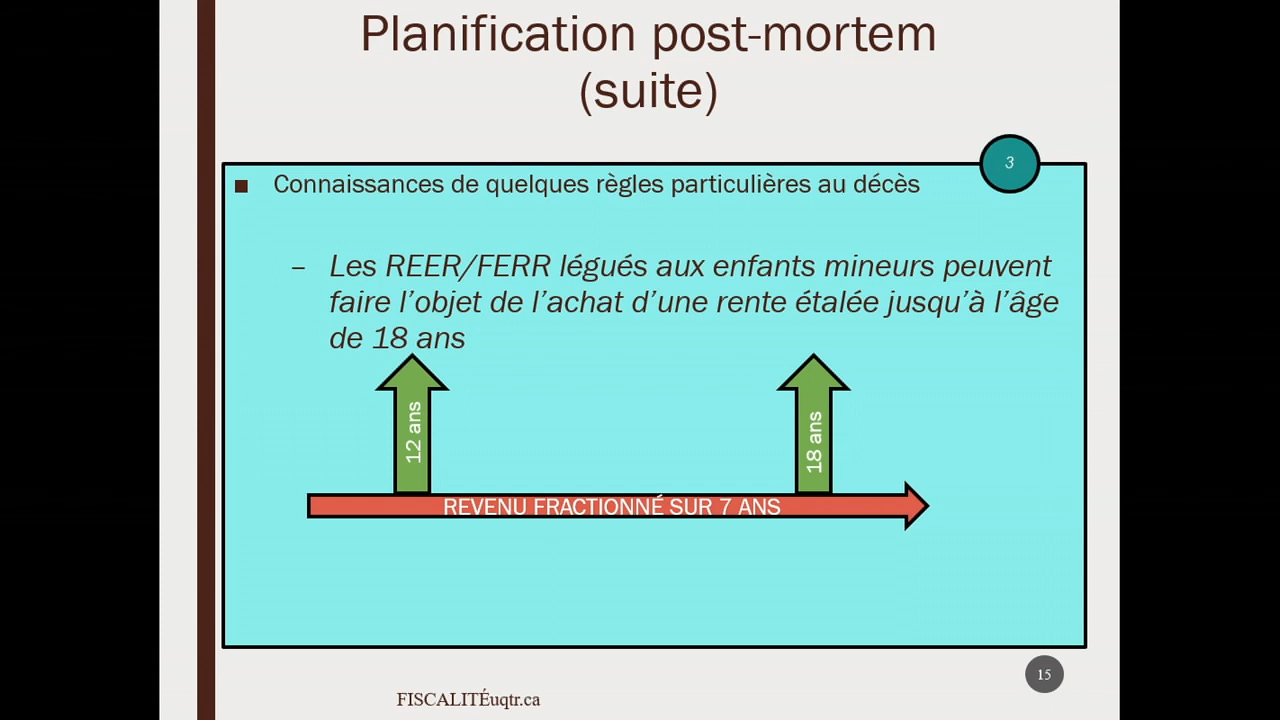 Planification post-mortem
(suite)
3
Connaissances de quelques règles particulières au décès
– Les REER/FERR légués aux enfants mineurs peuvent
faire l’objet de l’achat d’une rente étalée jusqu’à l’âge
de 18 ans
12 ans
18 ans
REVENU FRACTIONNÉ SUR 7 ANS
15
FISCALITÉuqtr.ca